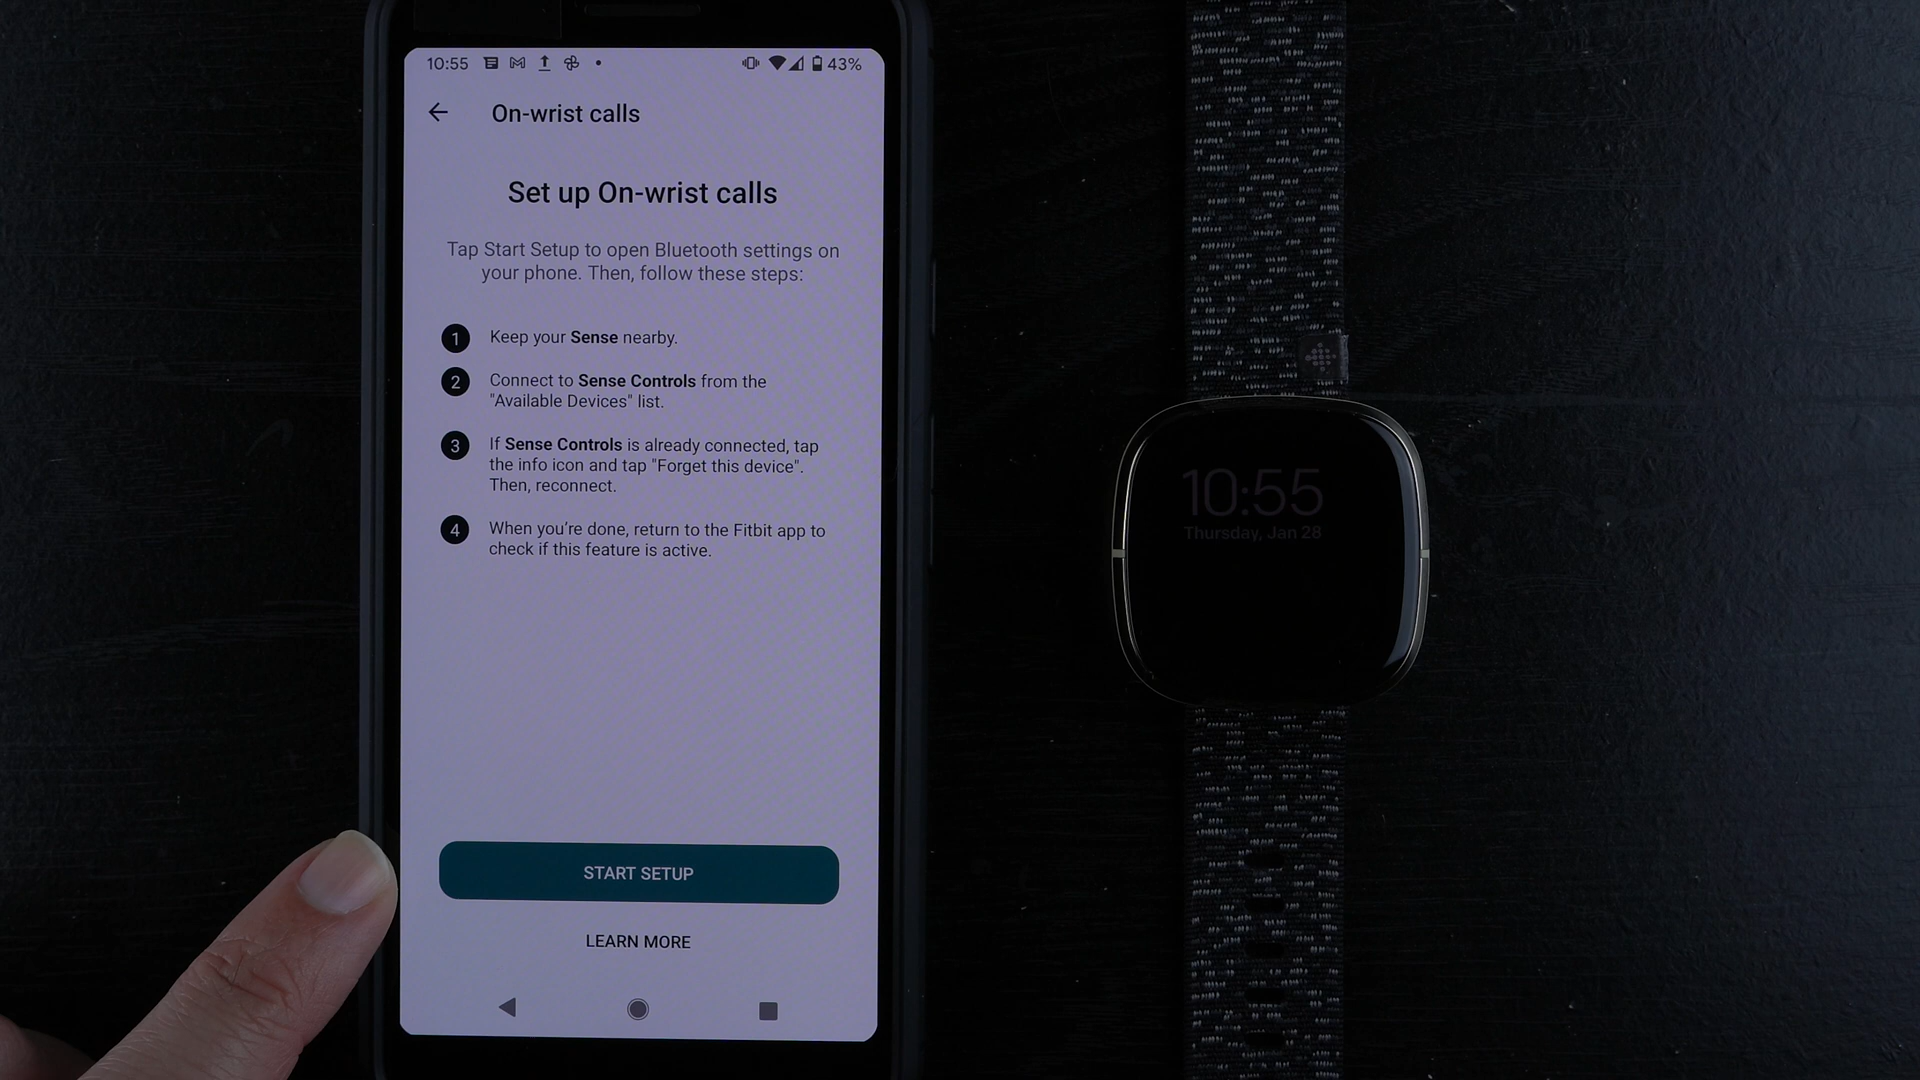 10:55
43%
On-wrist calls
Set up On-wrist calls
Tap Start Setup to open Bluetooth settings on
your phone. Then, follow these steps:
1 Keep your Sense nearby.
2 Connect to Sense Controls from the
"Available Devices" list.
3 If Sense Controls is already connected, tap
the info icon and tap "Forget this device".
Then, reconnect.
4 When you’re done, return to the Fitbit app to
check if this feature is active.
START SETUP
LEARN MORE
10:55
Thursday, Jan 28